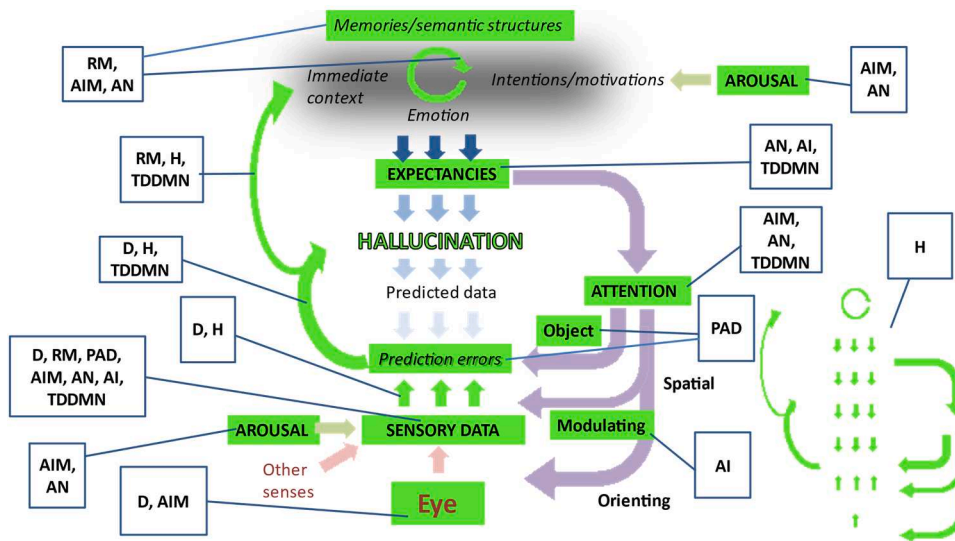 Memories/semantic structures
RM,
AIM, AN
Immediate
context
Intentions/motivations
Emotion
AROUSAL
AIM,
AN
RM, H,
TDDMN
EXPECTANCIES
AN, AI,
TDDMN
HALLUCINATION
AIM,
AN,
TDDMN
H
D, H,
TDDMN
Predicted data
ATTENTION
D, H
Object
PAD
Prediction errors
D, RM, PAD,
AIM, AN, AI,
TDDMN
Spatial
AROUSAL
SENSORY DATA
Modulating
AIM,
AN
Other
senses
AI
D, AIM
Eye
Orienting